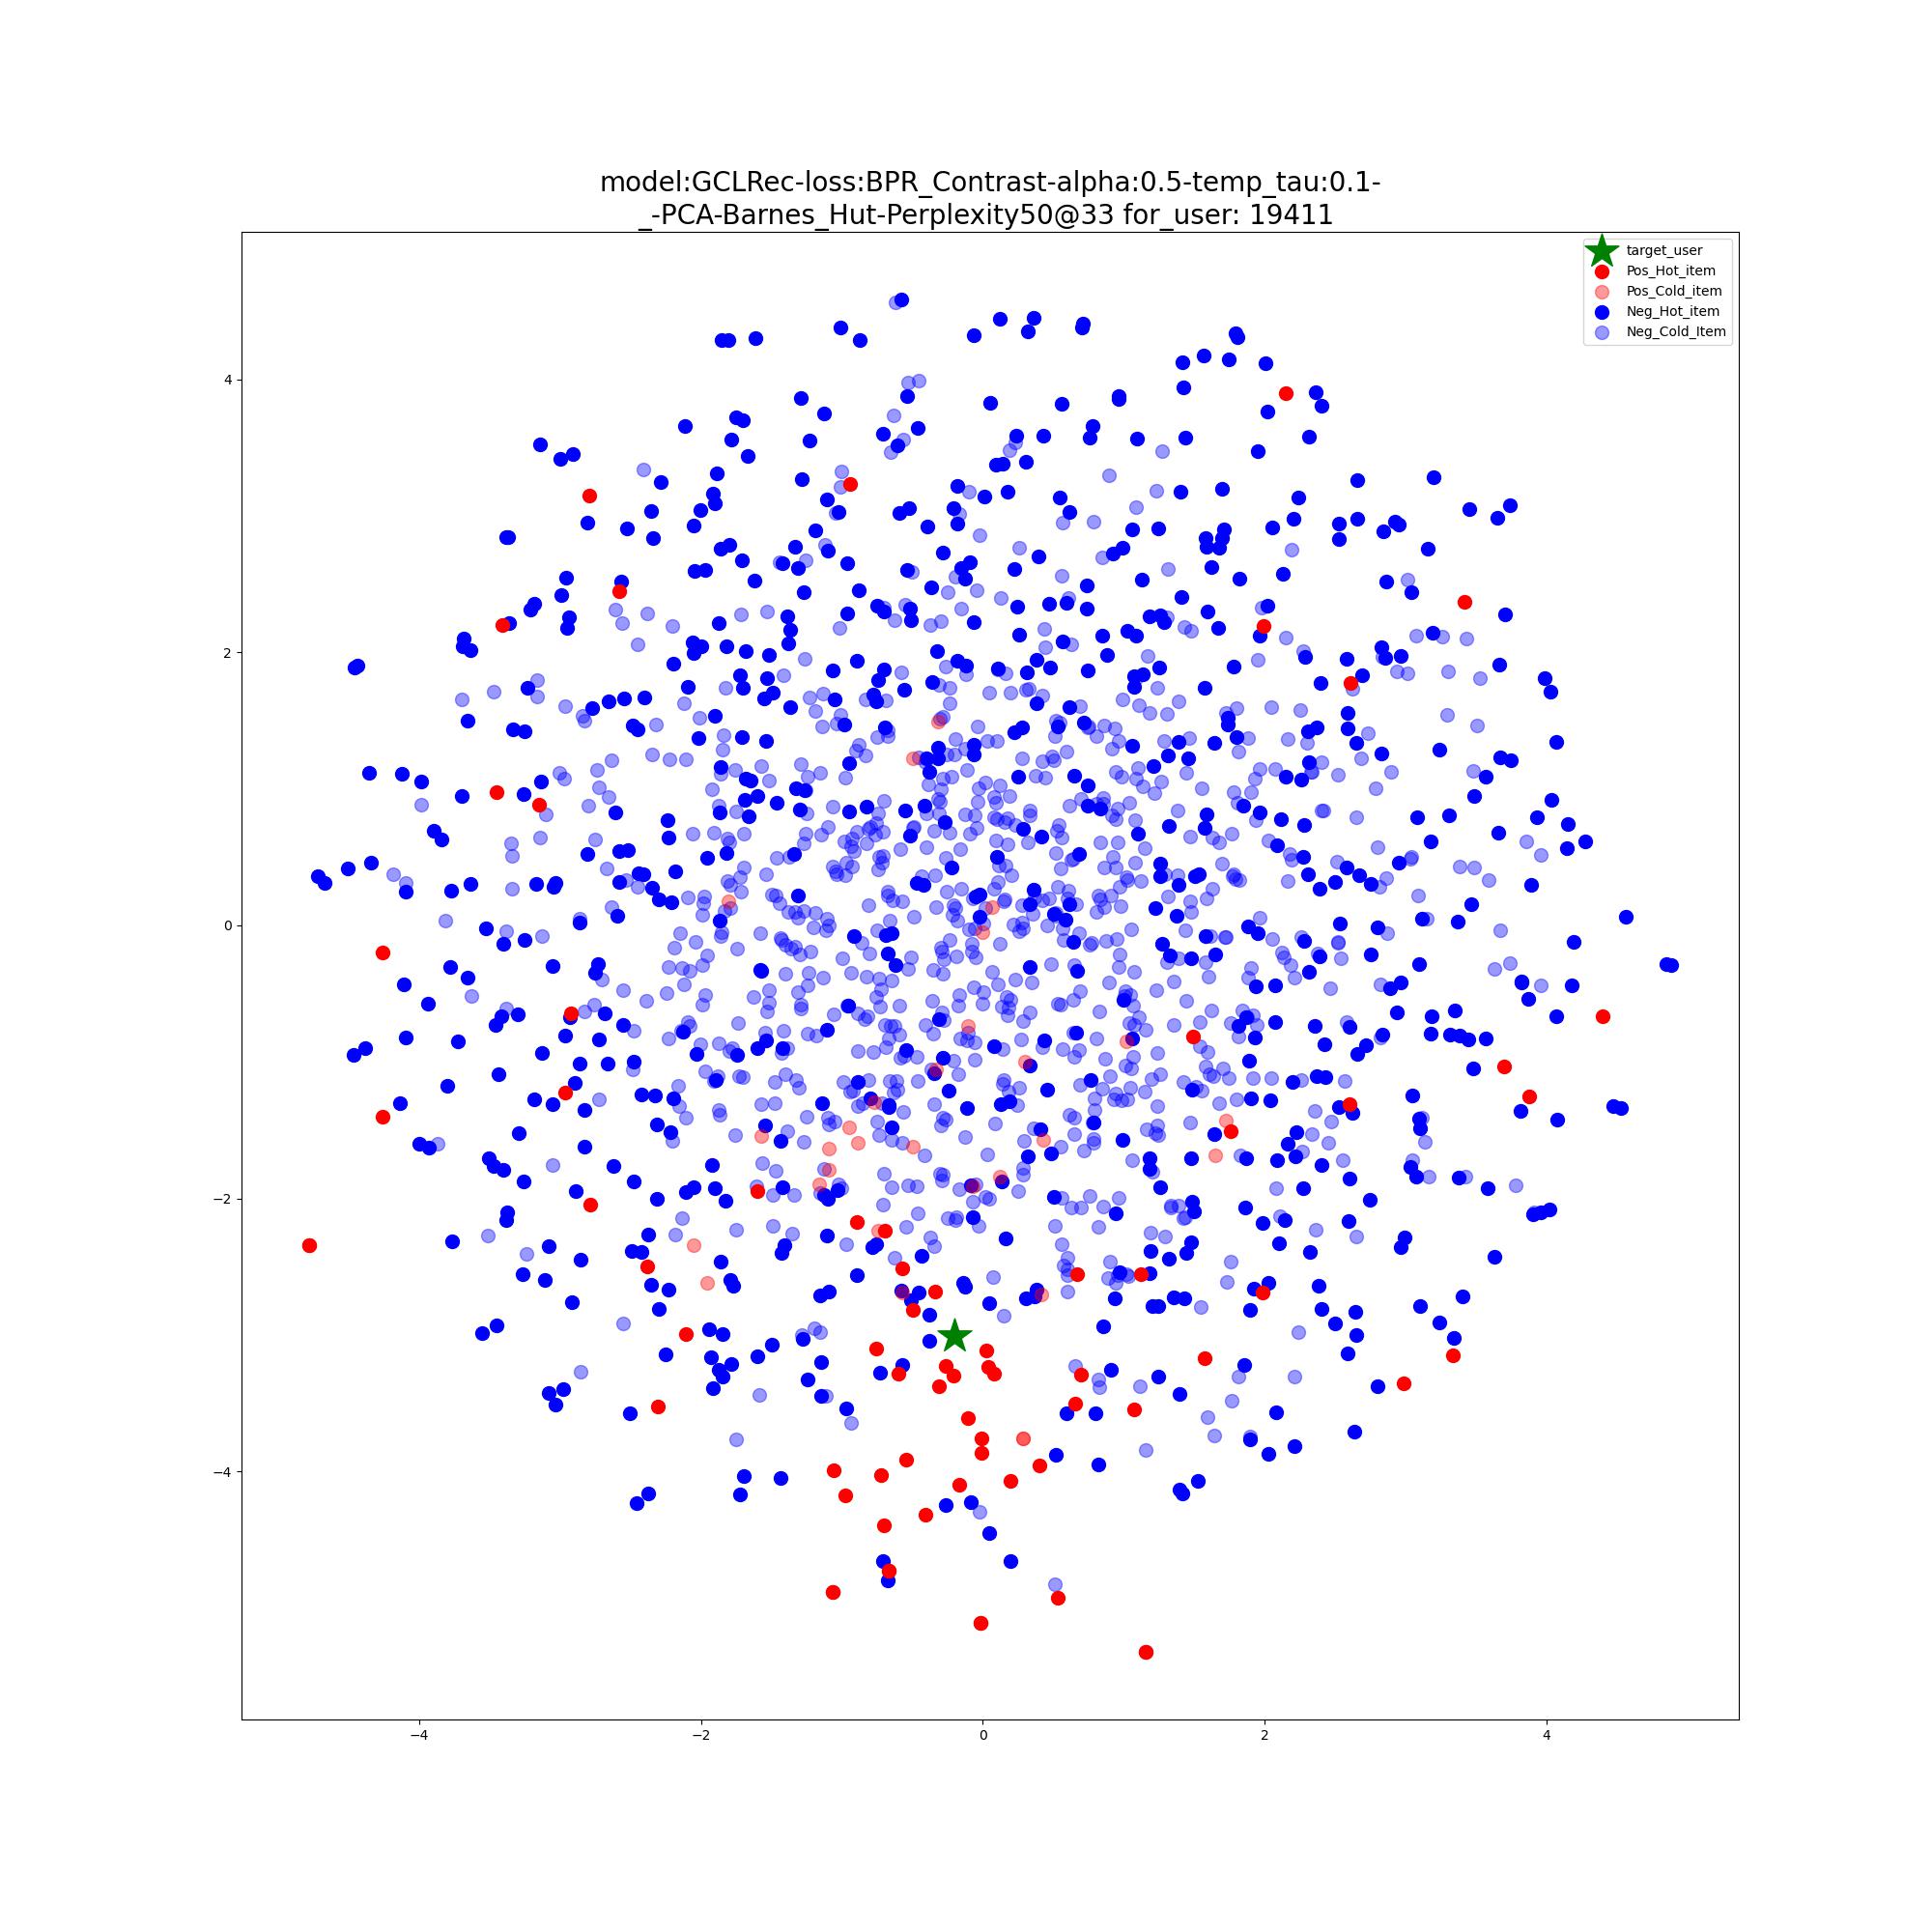 model:GCLRec-loss:BPR_Contrast-alpha:0.5-temp_tau:0.1-
_-PCA-Barnes_Hut-Perplexity50@33 for_user: 19411
target_user
Pos_Hot_item
Pos_Cold_item
Neg_Hot_item
Neg_Cold_Item
4
2
0
−2
−4
−4
−2
0
2
4